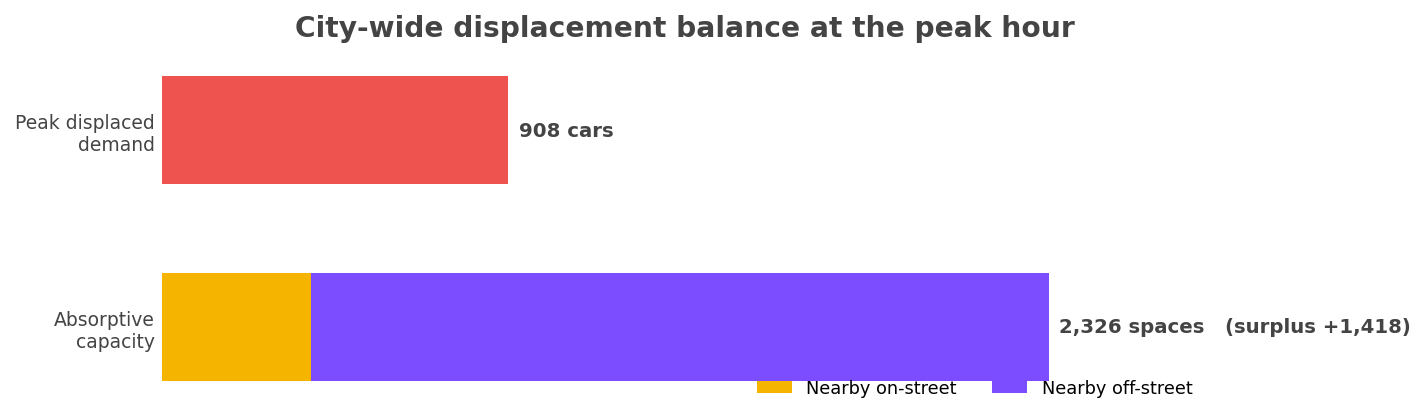 City-wide displacement balance at the peak hour
Peak displaced
demand
908 cars
Absorptive
capacity
2,326 spaces (surplus +1,418)
Nearby on-street
Nearby off-street